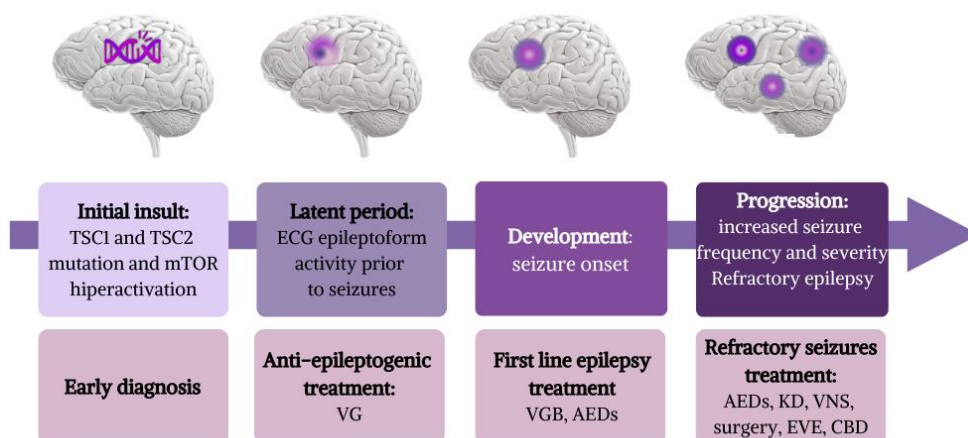 Initial insult:
TSC1 and TSC2
mutation and mTOR
hiperactivation
Latent period:
ECG epileptoform
activity prior
to seizures
Development:
seizure onset
Progression:
increased seizure
frequency and severity
Refractory epilepsy
Early diagnosis
Anti-epileptogenic
treatment:
VG
First line epilepsy
treatment
VGB, AEDs
Refractory seizures
treatment:
AEDs, KD, VNS,
surgery, EVE, CBD